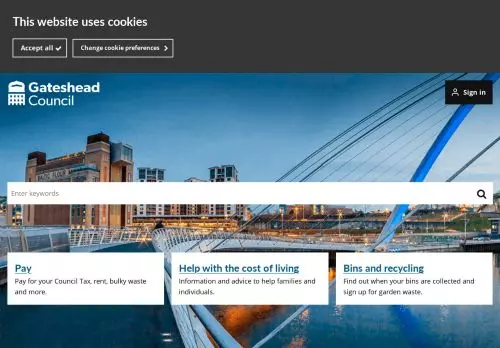 This website uses cookies
Accept all
Change cookie preferences
Gateshead
Council
Sign in
Enter keywords
Pay
Pay for your Council Tax, rent, bulky waste
and more.
Help with the cost of living
Information and advice to help families and
individuals.
Bins and recycling
Find out when your bins are collected and
sign up for garden waste.